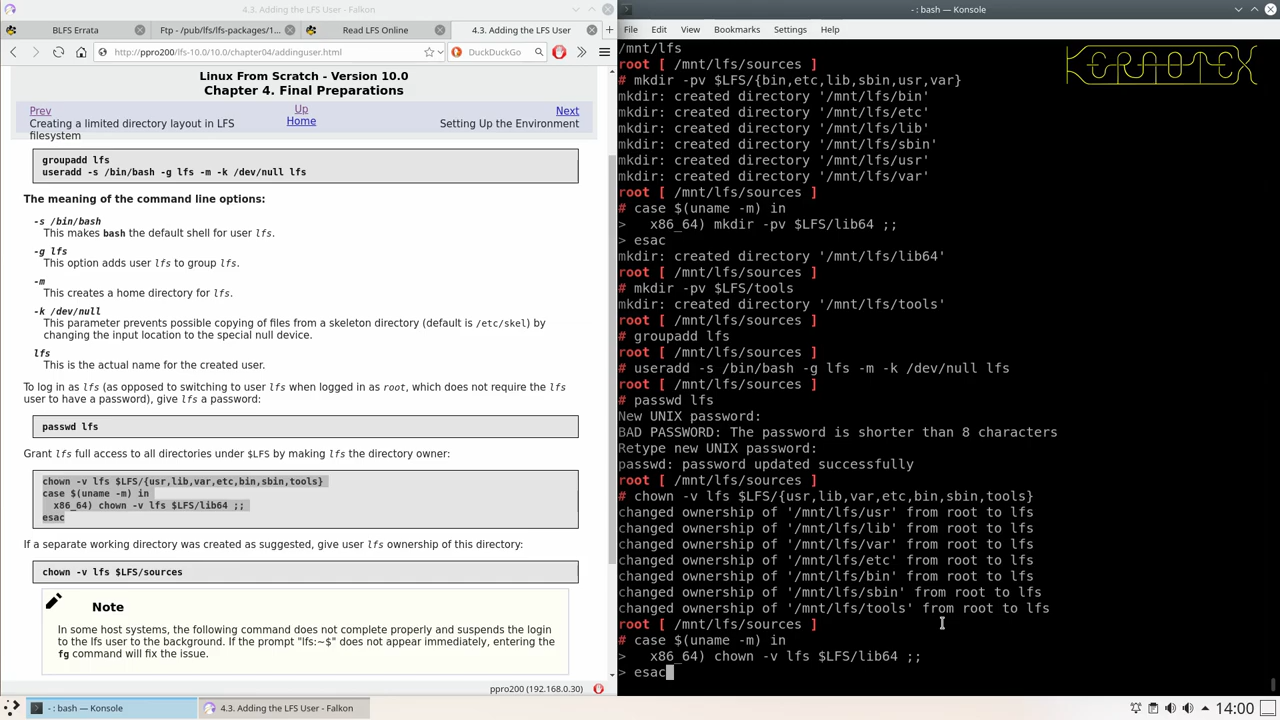 4.3. Adding the LFS User - Falkon
BLFS Errata
Ftp - /pub/lfs/lfs-packages/1...
Read LFS Online
4.3. Adding the LFS User
http://ppro200/lfs-10.0/10.0/chapter04/addinguser.html
DuckDuckGo
Linux From Scratch - Version 10.0
Chapter 4. Final Preparations
Prev
Up
Next
Creating a limited directory layout in LFS
filesystem
Home
Setting Up the Environment
groupadd lfs
useradd -s /bin/bash -g lfs -m -k /dev/null lfs
The meaning of the command line options:
-s /bin/bash
This makes bash the default shell for user lfs.
-g lfs
This option adds user lfs to group lfs.
-m
This creates a home directory for lfs.
-k /dev/null
This parameter prevents possible copying of files from a skeleton directory (default is /etc/skel) by
changing the input location to the special null device.
lfs
This is the actual name for the created user.
To log in as lfs (as opposed to switching to user lfs when logged in as root, which does not require the lfs
user to have a password), give lfs a password:
passwd lfs
Grant lfs full access to all directories under $LFS by making lfs the directory owner:
chown -v lfs $LFS/{usr,lib,var,etc,bin,sbin,tools}
case $(uname -m) in
  x86_64) chown -v lfs $LFS/lib64 ;;
esac
If a separate working directory was created as suggested, give user lfs ownership of this directory:
chown -v lfs $LFS/sources
Note
In some host systems, the following command does not complete properly and suspends the login
to the lfs user to the background. If the prompt "lfs:~$" does not appear immediately, entering the
fg command will fix the issue.
ppro200 (192.168.0.30)
- : bash — Konsole
File Edit View Bookmarks Settings Help
KERAOTEX
/mnt/lfs
root [ /mnt/lfs/sources ]
# mkdir -pv $LFS/{bin,etc,lib,sbin,usr,var}
mkdir: created directory '/mnt/lfs/bin'
mkdir: created directory '/mnt/lfs/etc'
mkdir: created directory '/mnt/lfs/lib'
mkdir: created directory '/mnt/lfs/sbin'
mkdir: created directory '/mnt/lfs/usr'
mkdir: created directory '/mnt/lfs/var'
root [ /mnt/lfs/sources ]
# case $(uname -m) in
>   x86_64) mkdir -pv $LFS/lib64 ;;
> esac
mkdir: created directory '/mnt/lfs/lib64'
root [ /mnt/lfs/sources ]
# mkdir -pv $LFS/tools
mkdir: created directory '/mnt/lfs/tools'
root [ /mnt/lfs/sources ]
# groupadd lfs
root [ /mnt/lfs/sources ]
# useradd -s /bin/bash -g lfs -m -k /dev/null lfs
root [ /mnt/lfs/sources ]
# passwd lfs
New UNIX password:
BAD PASSWORD: The password is shorter than 8 characters
Retype new UNIX password:
passwd: password updated successfully
root [ /mnt/lfs/sources ]
# chown -v lfs $LFS/{usr,lib,var,etc,bin,sbin,tools}
changed ownership of '/mnt/lfs/usr' from root to lfs
changed ownership of '/mnt/lfs/lib' from root to lfs
changed ownership of '/mnt/lfs/var' from root to lfs
changed ownership of '/mnt/lfs/etc' from root to lfs
changed ownership of '/mnt/lfs/bin' from root to lfs
changed ownership of '/mnt/lfs/sbin' from root to lfs
changed ownership of '/mnt/lfs/tools' from root to lfs
root [ /mnt/lfs/sources ]
# case $(uname -m) in
>   x86_64) chown -v lfs $LFS/lib64 ;;
> esac
- : bash — Konsole
4.3. Adding the LFS User - Falkon
14:00